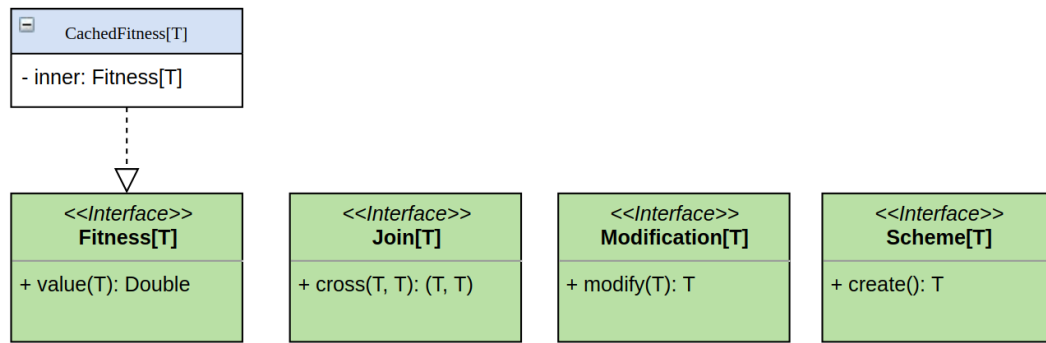 CachedFitness[T]
- inner: Fitness[T]
<<Interface>>
Fitness[T]
+ value(T): Double
<<Interface>>
Join[T]
+ cross(T, T): (T, T)
<<Interface>>
Modification[T]
+ modify(T): T
<<Interface>>
Scheme[T]
+ create(): T